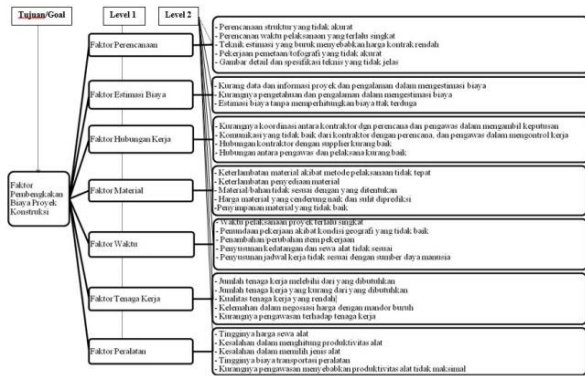 Tujuan/Goal
Level 1
Level 2
Faktor
Pembengkakan
Biaya Proyek
Konstruksi
Faktor Perencanaan
- Perencanaan struktur yang tidak akurat
- Perencanan waktu pelaksanaan yang terlalu singkat
- Teknik estimasi yang buruk menyebabkan harga kontrak rendah
- Pekerjaan pemetaan/tofografi yang tidak akurat
- Gambar detail dan spesifikasi teknis yang tidak jelas
Faktor Estimasi Biaya
- Kurang data dan informasi proyek dan pengalaman dalam mengestimasi biaya
- Kurangnya pengetahuan dan pengalaman dalam mengestimasi biaya
- Estimasi biaya tanpa memperhitungkan biaya ttak terduga
Faktor Hubungan Kerja
- Kurangnya koordinasi antara kontraktor dgn perencana dan pengawas dalam mengambil keputusan
- Komunikasi yang tidak baik dari kontraktor dengan perencana, dan pengawas dalam mengontrol kerja
- Hubungan kontraktor dengan supplier kurang baik
- Hubungan antara pengawas dan pelaksana kurang baik
Faktor Material
- Keterlambatan material akibat metode pelaksanaan tidak tepat
- Keterlambatan penyediaan material
- Material bahan tidak sesuai dengan yang ditentukan
- Harga material yang cenderung naik dan sulit diprediksi
- Penyimpanan material yang tidak baik
Faktor Waktu
- Waktu pelaksanaan proyek terlalu singkat
- Penundaan pekerjaan akibat kondisi geografi yang tidak baik
- Penambahan/perubahan item pekerjaan
- Penyusunan kedatangan dan sewa alat tidak sesuai
- Penyusunan jadwal kerja tidak sesuai dengan sumber daya manusia
Faktor Tenaga Kerja
- Jumlah tenaga kerja melebihi dari yang dibutuhkan
- Jumlah tenaga kerja yang kurang dari yang dibutuhkan
- Kualitas tenaga kerja yang rendah
- Kelemahan dalam negosiasi harga dengan mandor buruh
- Kurangnya pengawasan terhadap tenaga kerja
Faktor Peralatan
- Tingginya harga sewa alat
- Kesalahan dalam menghitung produktivitas alat
- Kesalahan dalam memilih jenis alat
- Tingginya biaya transportasi peralatan
- Kurangnya pengawasan menyebabkan produktivitas alat tidak maksimal